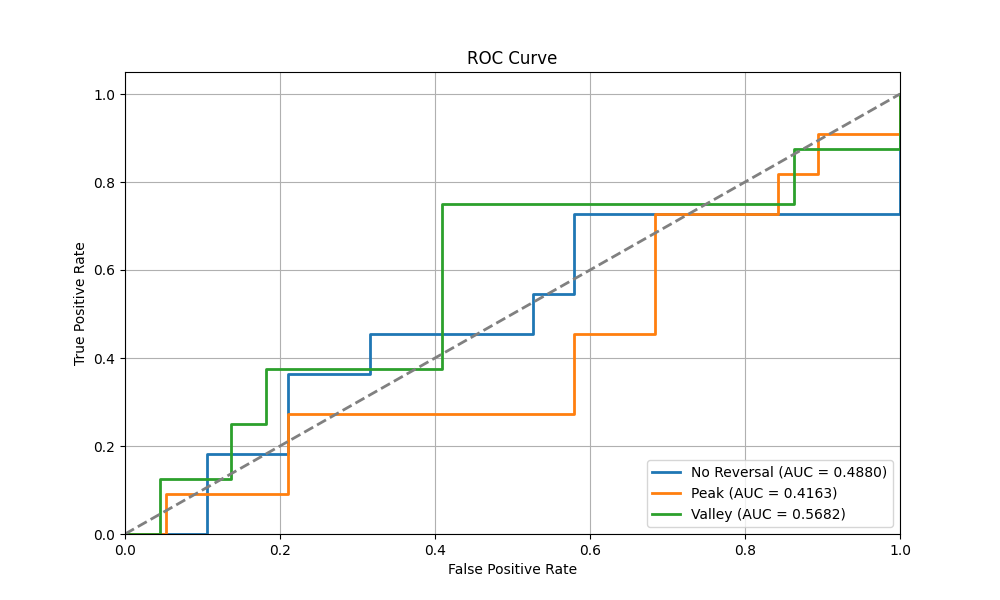 ROC Curve
1.0
0.8
0.6
0.4
0.2
0.0
True Positive Rate
No Reversal (AUC = 0.4880)
Peak (AUC = 0.4163)
Valley (AUC = 0.5682)
0.0 0.2 0.4 0.6 0.8 1.0
False Positive Rate